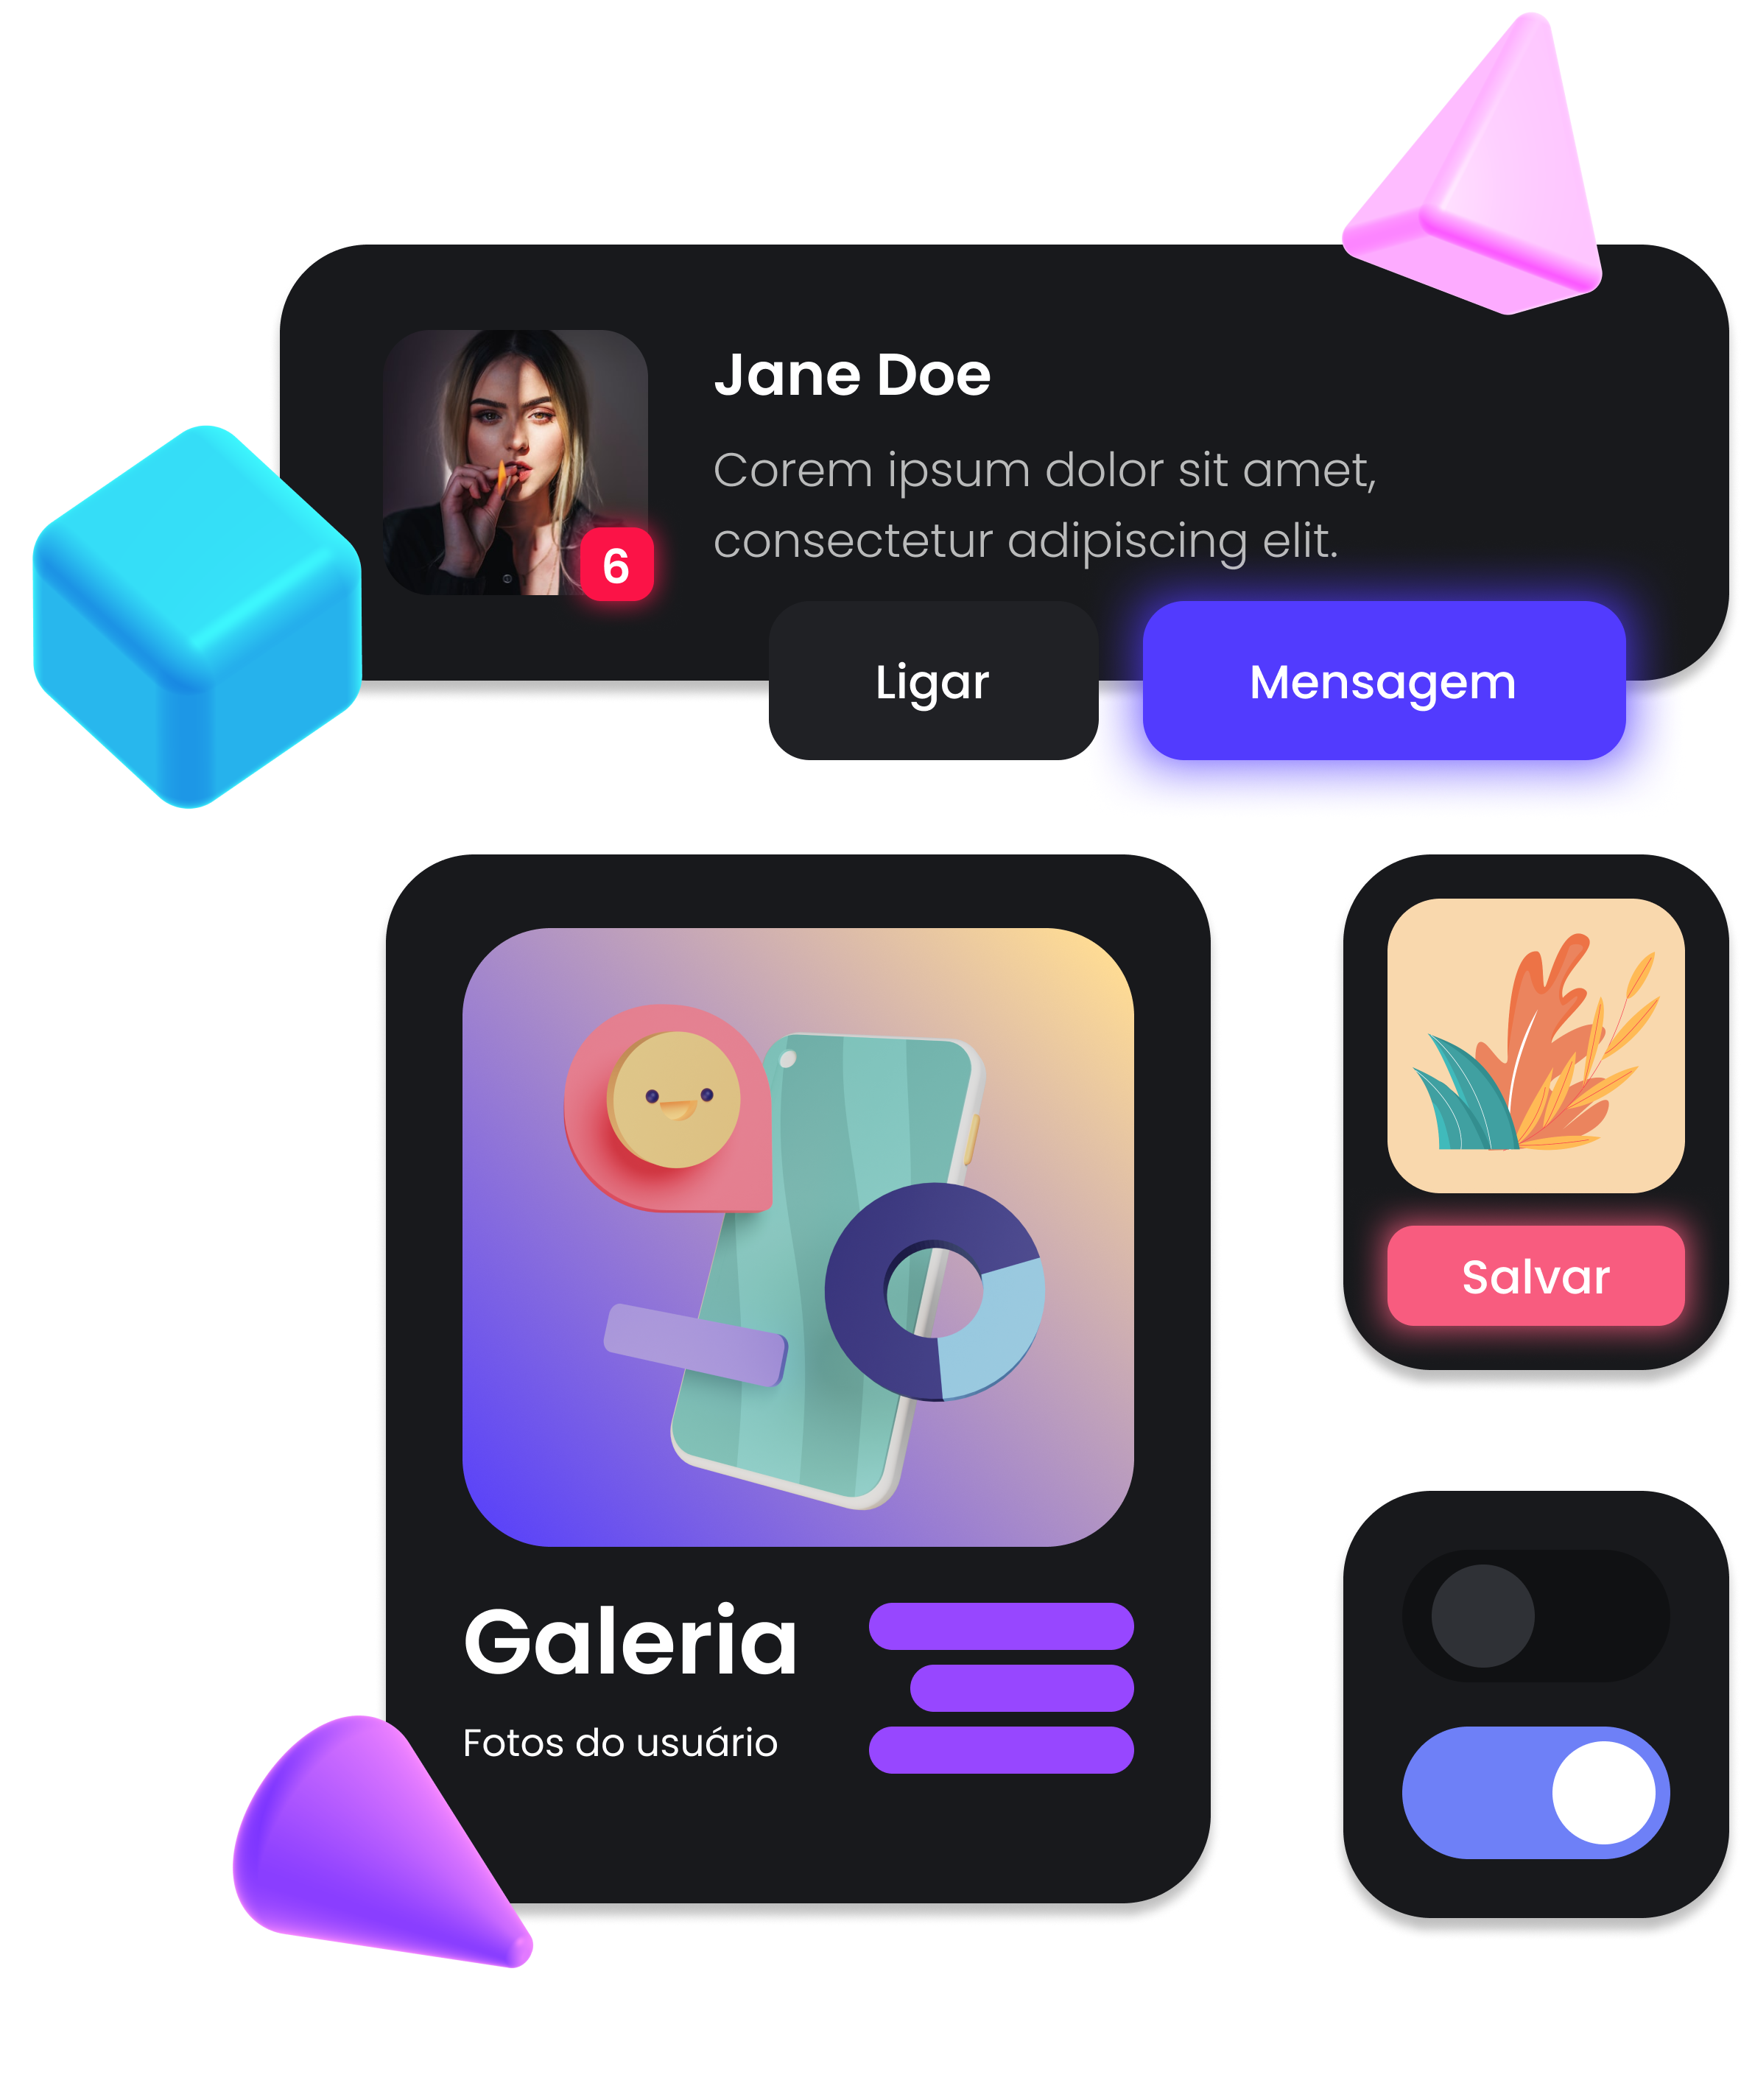 Jane Doe
Corem ipsum dolor sit amet,
consectetur adipiscing elit.
6
Ligar
Mensagem
Salvar
Galeria
Fotos do usuário